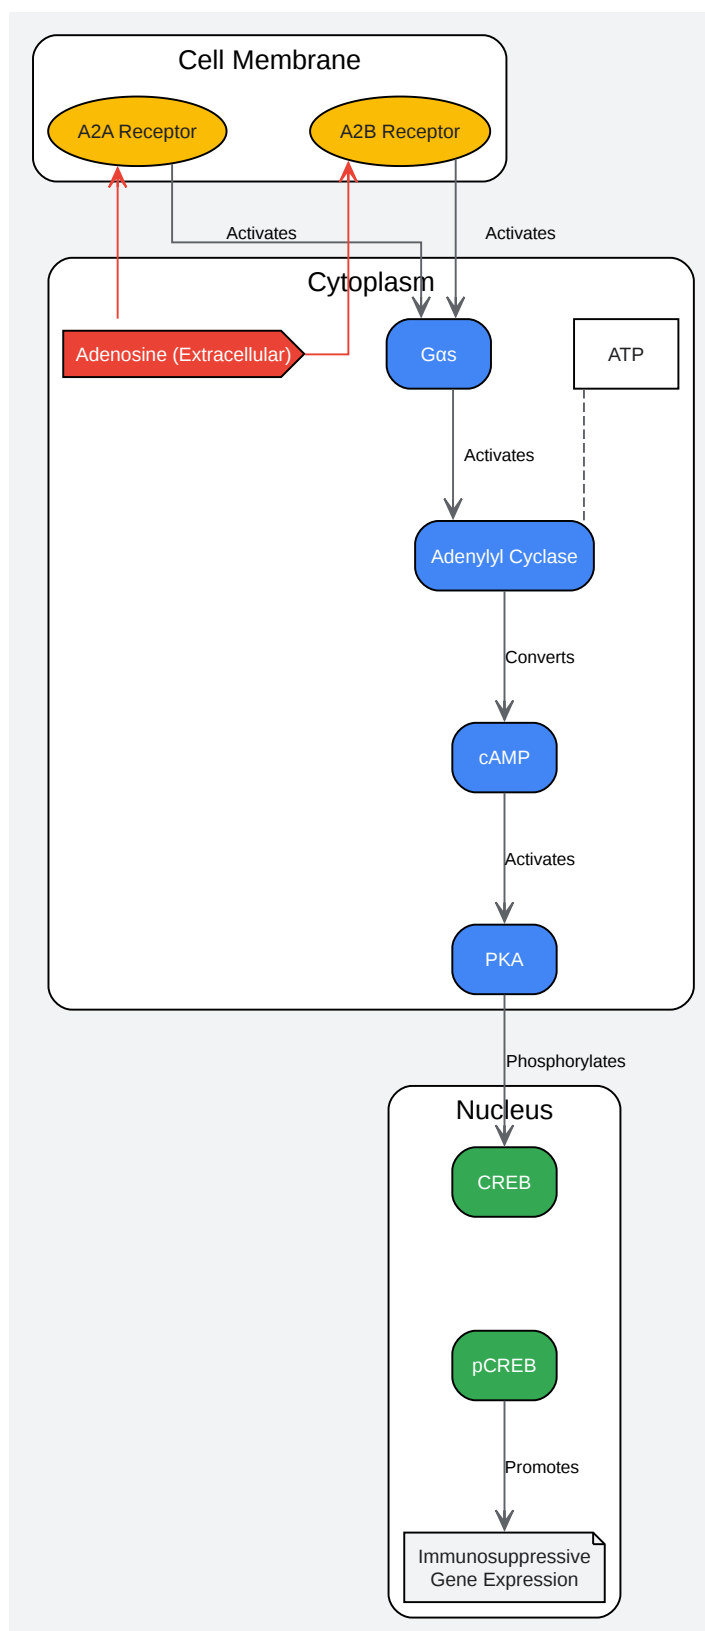 Cell Membrane
A2A Receptor
A2B Receptor
Activates
Activates
Cytoplasm
Adenosine (Extracellular)
Gαs
ATP
Activates
Adenylyl Cyclase
Converts
cAMP
Activates
PKA
Phosphorylates
Nucleus
CREB
pCREB
Promotes
Immunosuppressive
Gene Expression